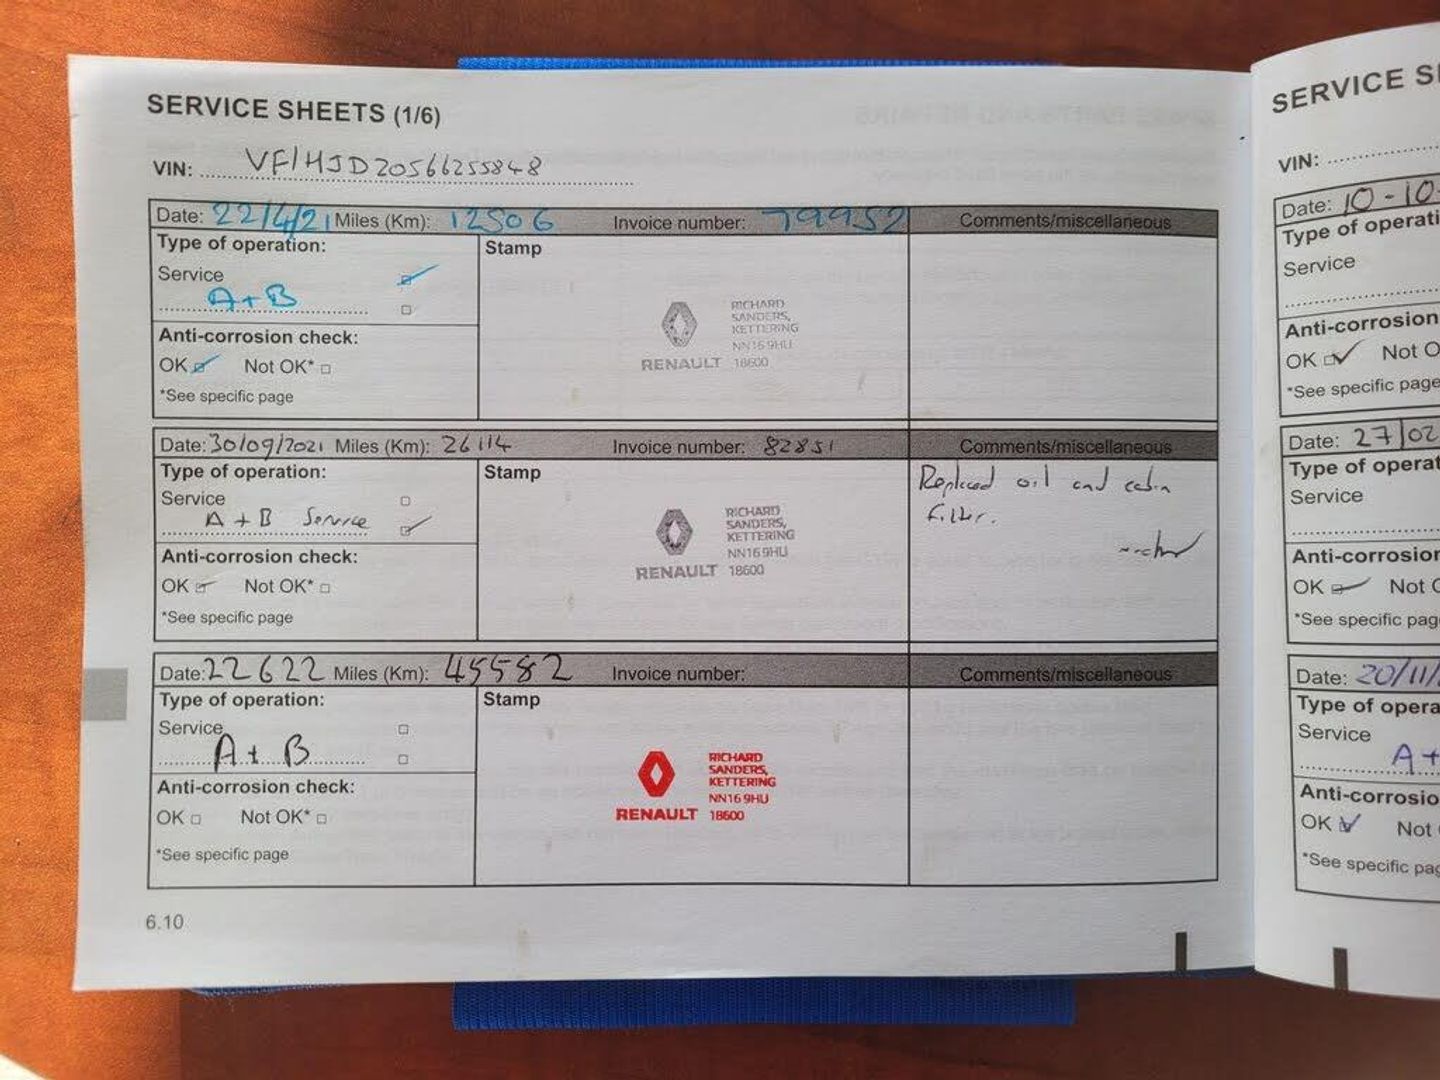 SERVICE SHEETS (1/6)
VIN: VF1HJD20566255848
Date: 22/4/21 Miles (Km): 12506 Invoice number: 79952 Comments/miscellaneous
Type of operation:
Stamp
Service
A+B
Anti-corrosion check:
OK Not OK*
*See specific page
RICHARD
SANDERS,
KETTERING
NN16 9HU
RENAULT 18600
Date: 30/09/2021 Miles (Km): 26114 Invoice number: 82851 Comments/miscellaneous
Type of operation:
Stamp
Service
A+B Service
Anti-corrosion check:
OK Not OK*
*See specific page
RICHARD
SANDERS,
KETTERING
NN16 9HU
RENAULT 18600
Replaced oil and cabin
filter.
Date: 22622 Miles (Km): 45582 Invoice number: Comments/miscellaneous
Type of operation:
Stamp
Service
A+B
Anti-corrosion check:
OK Not OK*
*See specific page
RICHARD
SANDERS,
KETTERING
NN16 9HU
RENAULT 18600
6.10
SERVICE S
VIN:
Date: 10-10-
Type of operati
Service
Anti-corrosion
OK Not O
*See specific page
Date: 27/02
Type of operat
Service
Anti-corrosion
OK Not
*See specific pag
Date: 20/11/
Type of opera
Service
A+
Anti-corrosio
OK Not
*See specific pag